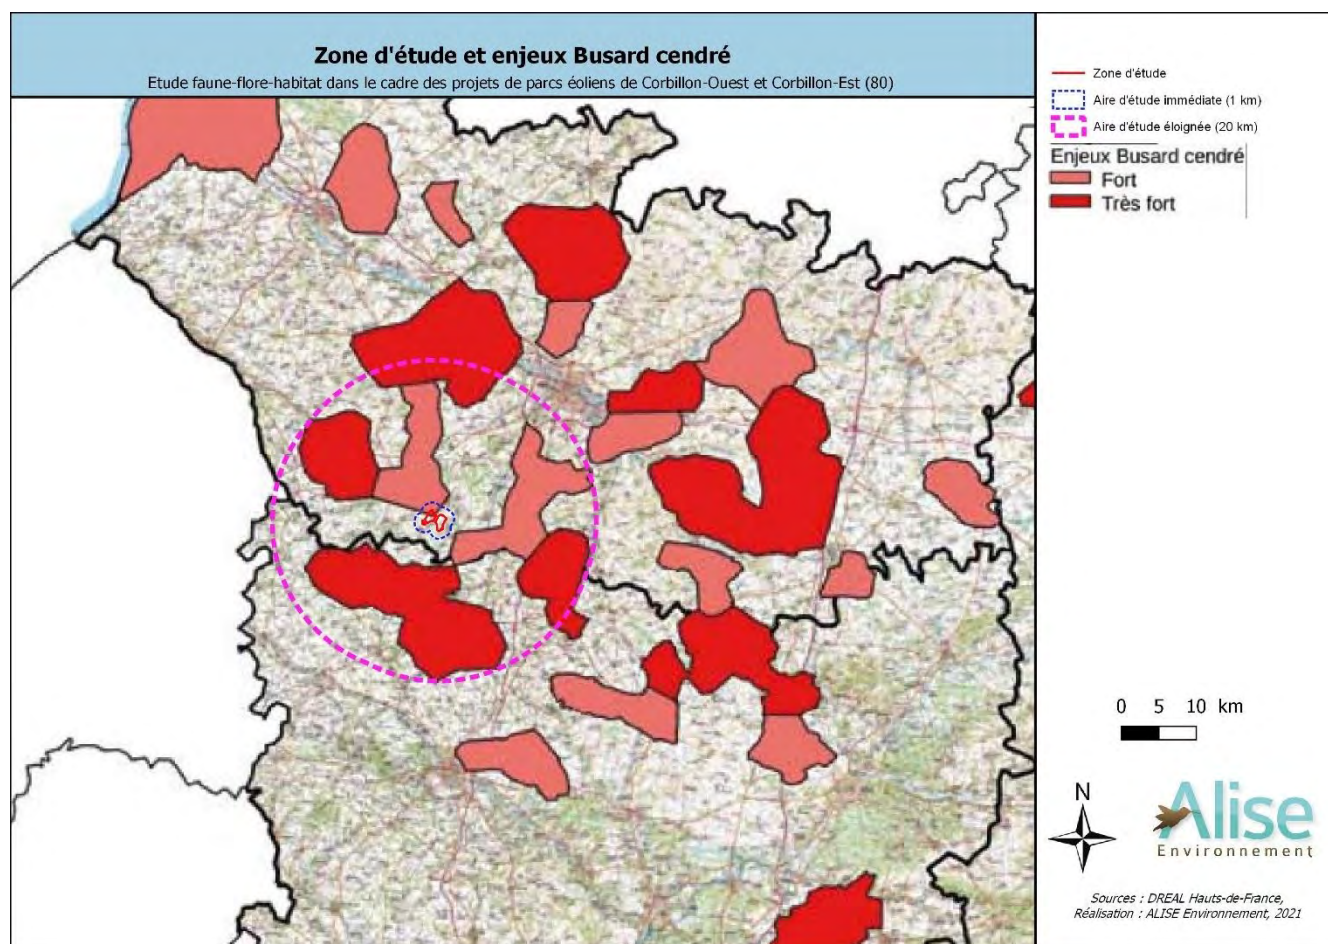 Zone d'étude et enjeux Busard cendré
Etude faune-flore-habitat dans le cadre des projets de parcs éoliens de Corbillon-Ouest et Corbillon-Est (80)
Zone d'étude
Aire d'étude immédiate (1 km)
Aire d'étude éloignée (20 km)
Enjeux Busard cendré
Fort
Très fort
0 5 10 km
N
Alise
Environnement
Sources : DREAL Hauts-de-France,
Réalisation : ALISE Environnement, 2021